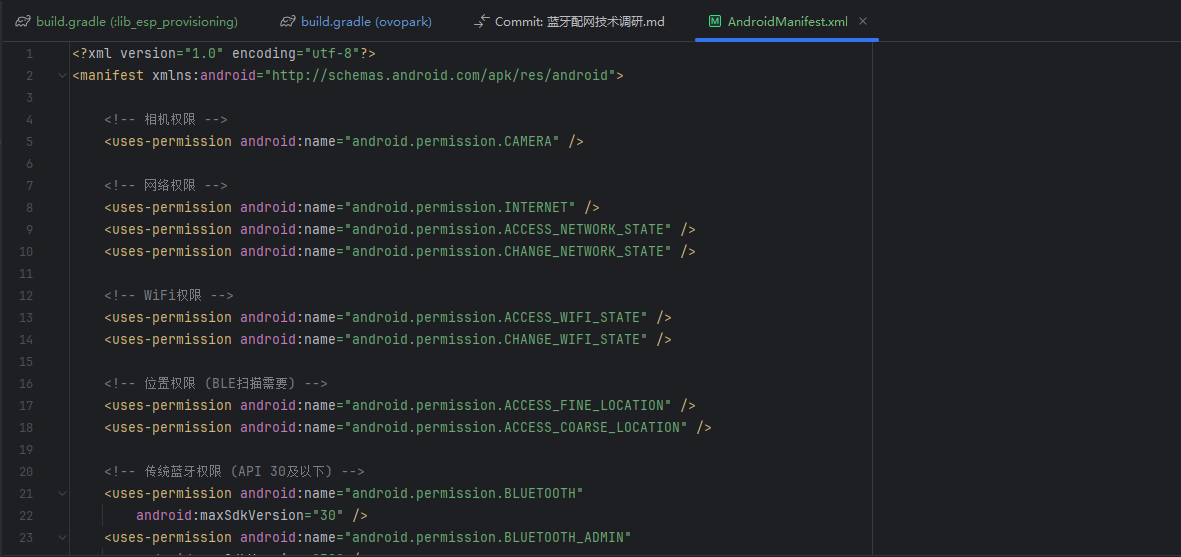 build.gradle (:lib_esp_provisioning) build.gradle (ovopark) Commit: 蓝牙配网技术调研.md AndroidManifest.xml
1 <?xml version="1.0" encoding="utf-8"?>
2 <manifest xmlns:android="http://schemas.android.com/apk/res/android">
3
4 <!-- 相机权限 -->
5 <uses-permission android:name="android.permission.CAMERA" />
6
7 <!-- 网络权限 -->
8 <uses-permission android:name="android.permission.INTERNET" />
9 <uses-permission android:name="android.permission.ACCESS_NETWORK_STATE" />
10 <uses-permission android:name="android.permission.CHANGE_NETWORK_STATE" />
11
12 <!-- WiFi权限 -->
13 <uses-permission android:name="android.permission.ACCESS_WIFI_STATE" />
14 <uses-permission android:name="android.permission.CHANGE_WIFI_STATE" />
15
16 <!-- 位置权限 (BLE扫描需要) -->
17 <uses-permission android:name="android.permission.ACCESS_FINE_LOCATION" />
18 <uses-permission android:name="android.permission.ACCESS_COARSE_LOCATION" />
19
20 <!-- 传统蓝牙权限 (API 30及以下) -->
21 <uses-permission android:name="android.permission.BLUETOOTH"
22 android:maxSdkVersion="30" />
23 <uses-permission android:name="android.permission.BLUETOOTH_ADMIN"